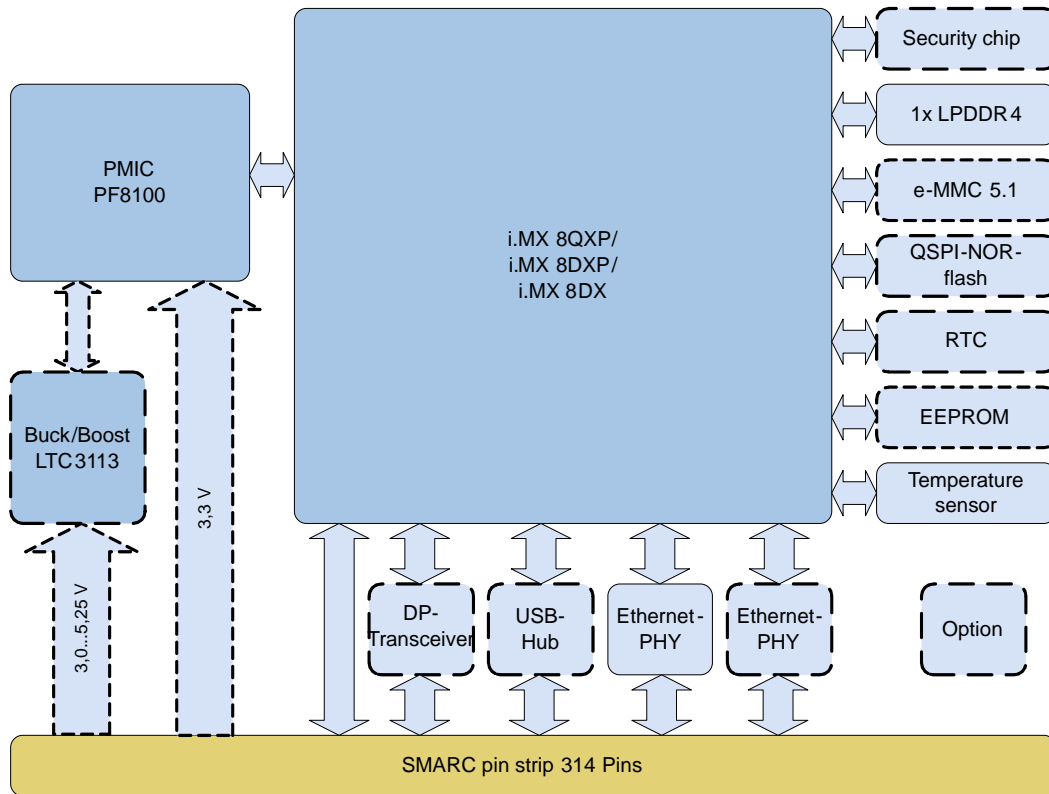 Security chip
1x LPDDR4
PMIC
PF8100
e-MMC 5.1
i.MX 8QXP/
i.MX 8DXP/
i.MX 8DX
QSPI-NOR-
flash
RTC
Buck/Boost
LTC3113
EEPROM
Temperature
sensor
3,3 V
3,0...5,25 V
DP-
Transceiver
USB-
Hub
Ethernet-
PHY
Ethernet-
PHY
Option
SMARC pin strip 314 Pins